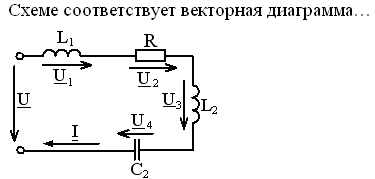 Схеме соответствует векторная диаграмма...
L1 R
U1 U2
U U3 L2
U4
I
C2